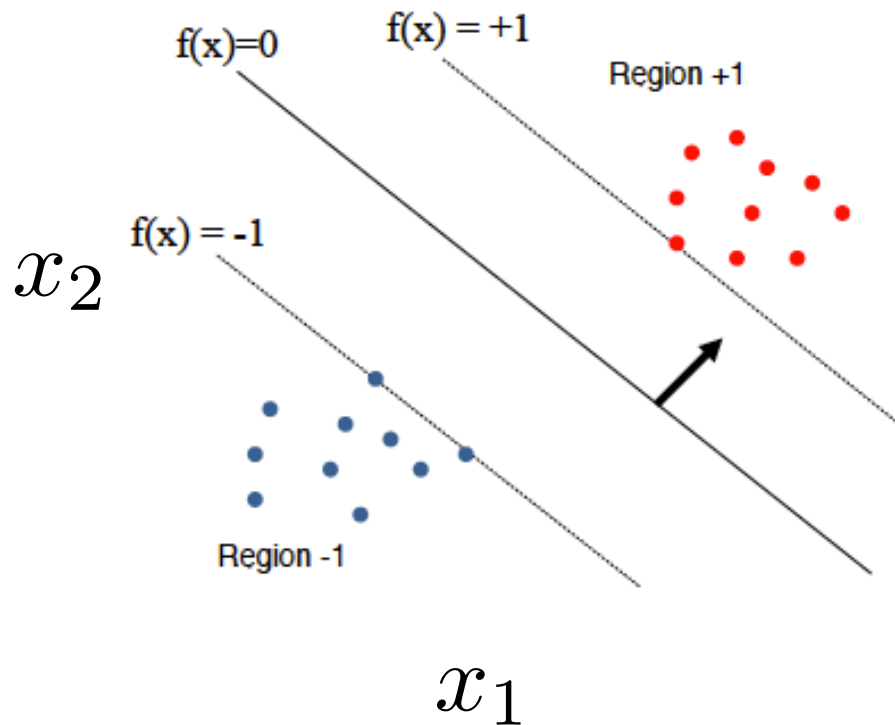 f(x)=0
f(x) = +1
Region +1
f(x) = -1
x₂
Region -1
x₁